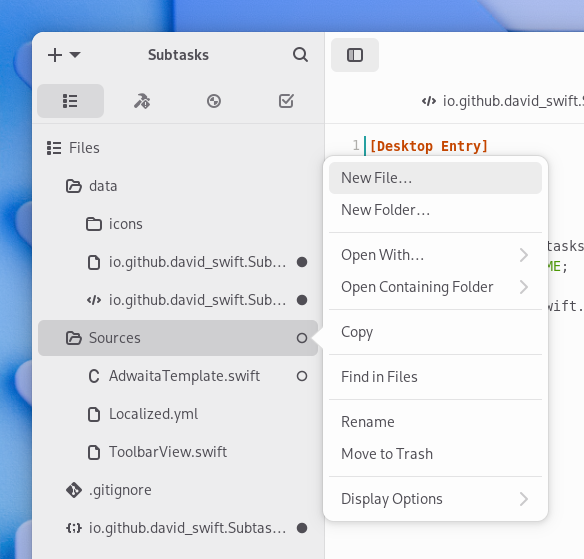 Subtasks
io.github.david_swift.
Files
1 [Desktop Entry]
data
New File…
icons
New Folder…
io.github.david_swift.Sub…
Open With…
tasks
ME;
io.github.david_swift.Sub…
Open Containing Folder
wift.
Sources
Copy
AdwaitaTemplate.swift
Find in Files
Localized.yml
Rename
ToolbarView.swift
Move to Trash
.gitignore
Display Options
io.github.david_swift.Subtas…